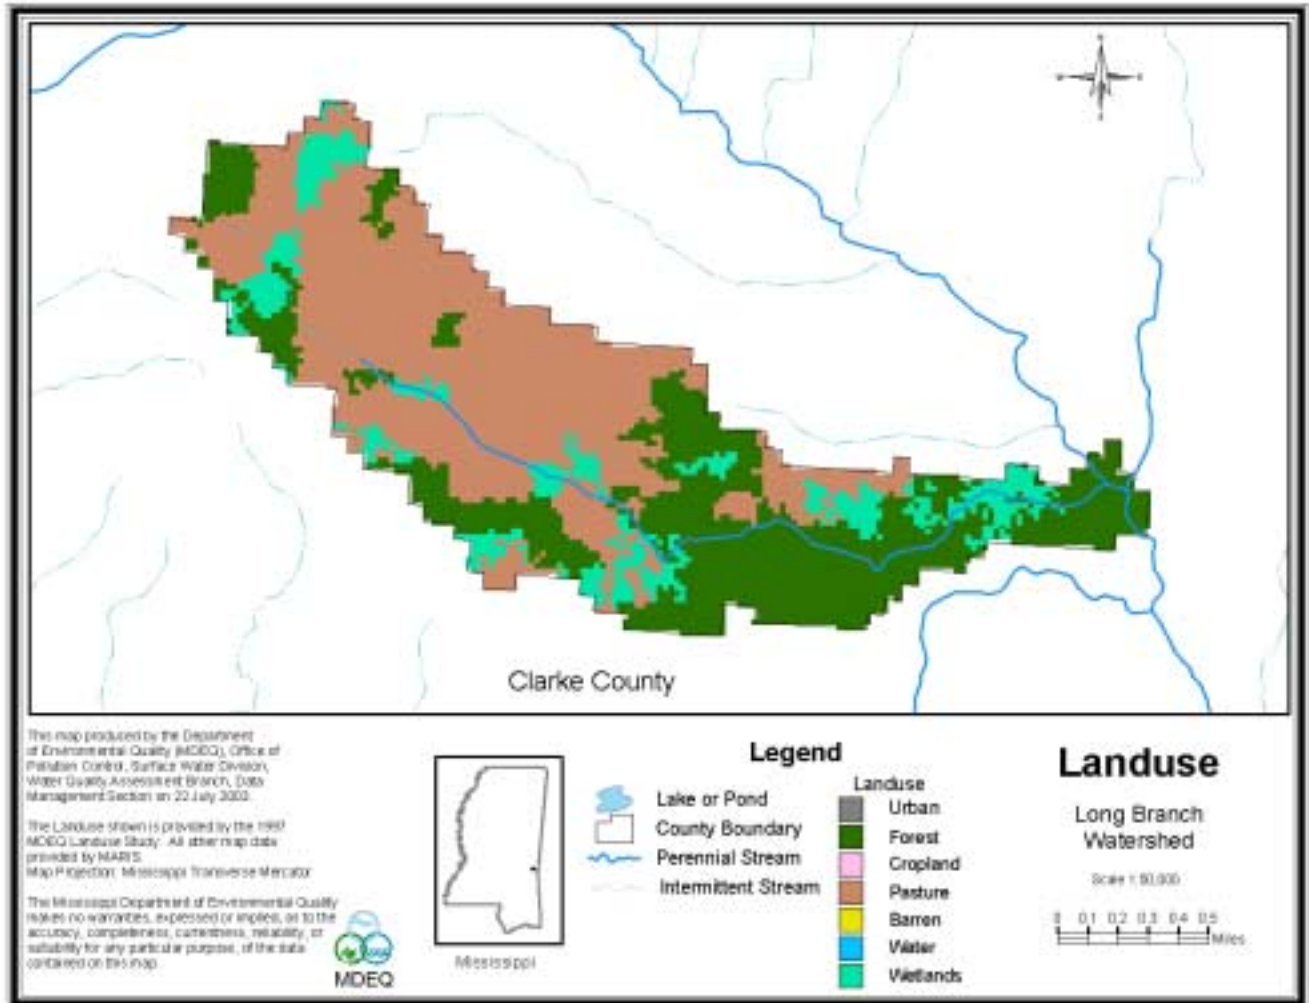 Clarke County
This map produced by the Department
of Environmental Quality (MDEQ), Office of
Pollution Control, Surface Water Division,
Water Quality Assessment Branch, Data
Management Section on 22 July
The Landuse shown is provided by the 1997
MDEQ Landuse Study. All other map data
provided by MARIS.
Map Projection: Mississippi Transverse Mercator
The Mississippi Department of Environmental Quality
makes no warranties, expressed or implied, as to the
accuracy, completeness, currentness, reliability, or
suitability for any particular purpose, of the data
contained on this map.
MDEQ
Mississippi
Legend
Lake or Pond
County Boundary
Perennial Stream
Intermittent Stream
Landuse
Urban
Forest
Cropland
Pasture
Barren
Water
Wetlands
Landuse
Long Branch
Watershed
Scale
0 0.1 0.2 0.3 0.4 0.5
Miles